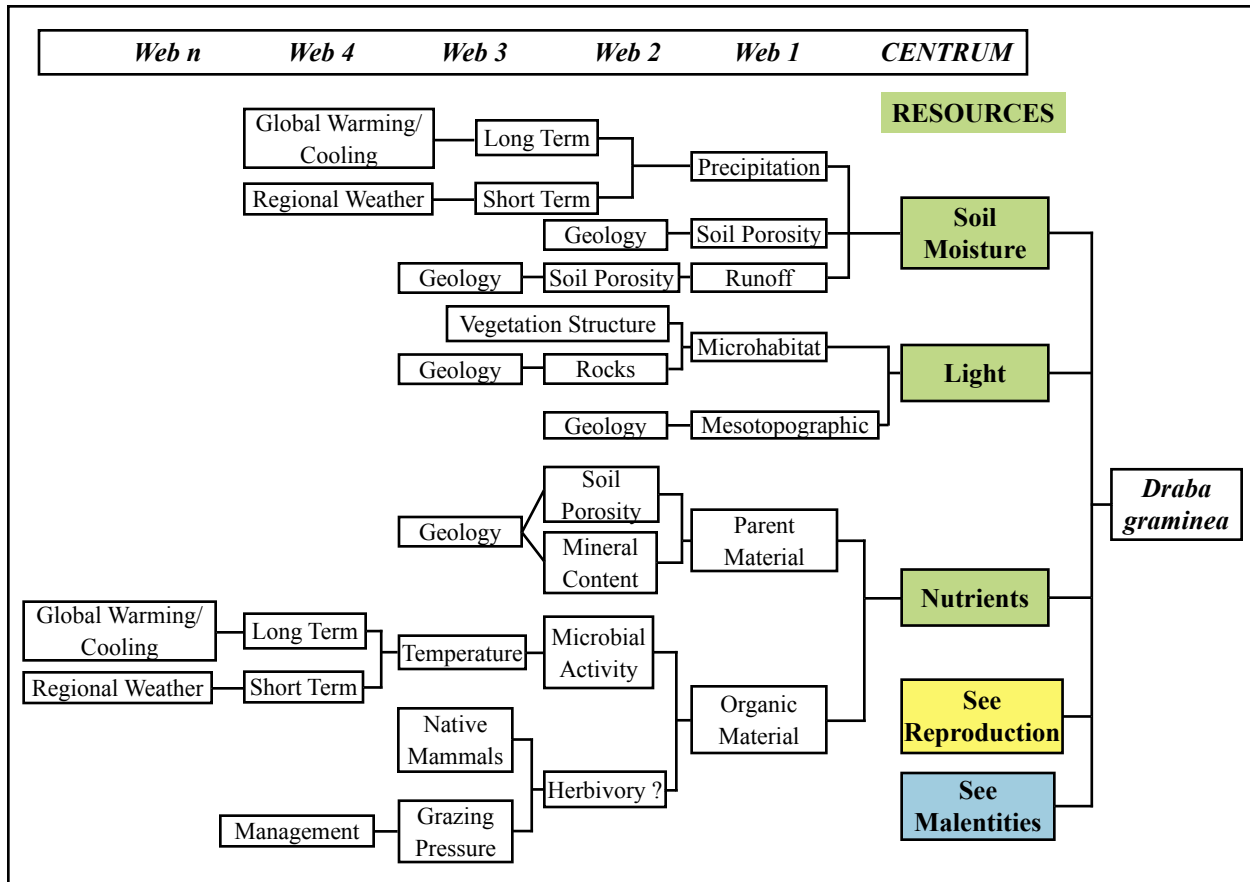 Web n Web 4 Web 3 Web 2 Web 1 CENTRUM
RESOURCES
Global Warming/
Cooling
Long Term
Precipitation
Regional Weather
Short Term
Soil
Moisture
Geology
Soil Porosity
Geology
Soil Porosity
Runoff
Vegetation Structure
Microhabitat
Light
Geology
Rocks
Geology
Mesotopographic
Soil
Porosity
Geology
Mineral
Content
Parent
Material
Draba
graminea
Nutrients
Global Warming/
Cooling
Long Term
Temperature
Microbial
Activity
Regional Weather
Short Term
Organic
Material
Native
Mammals
Herbivory ?
Management
Grazing
Pressure
See
Reproduction
See
Malentities